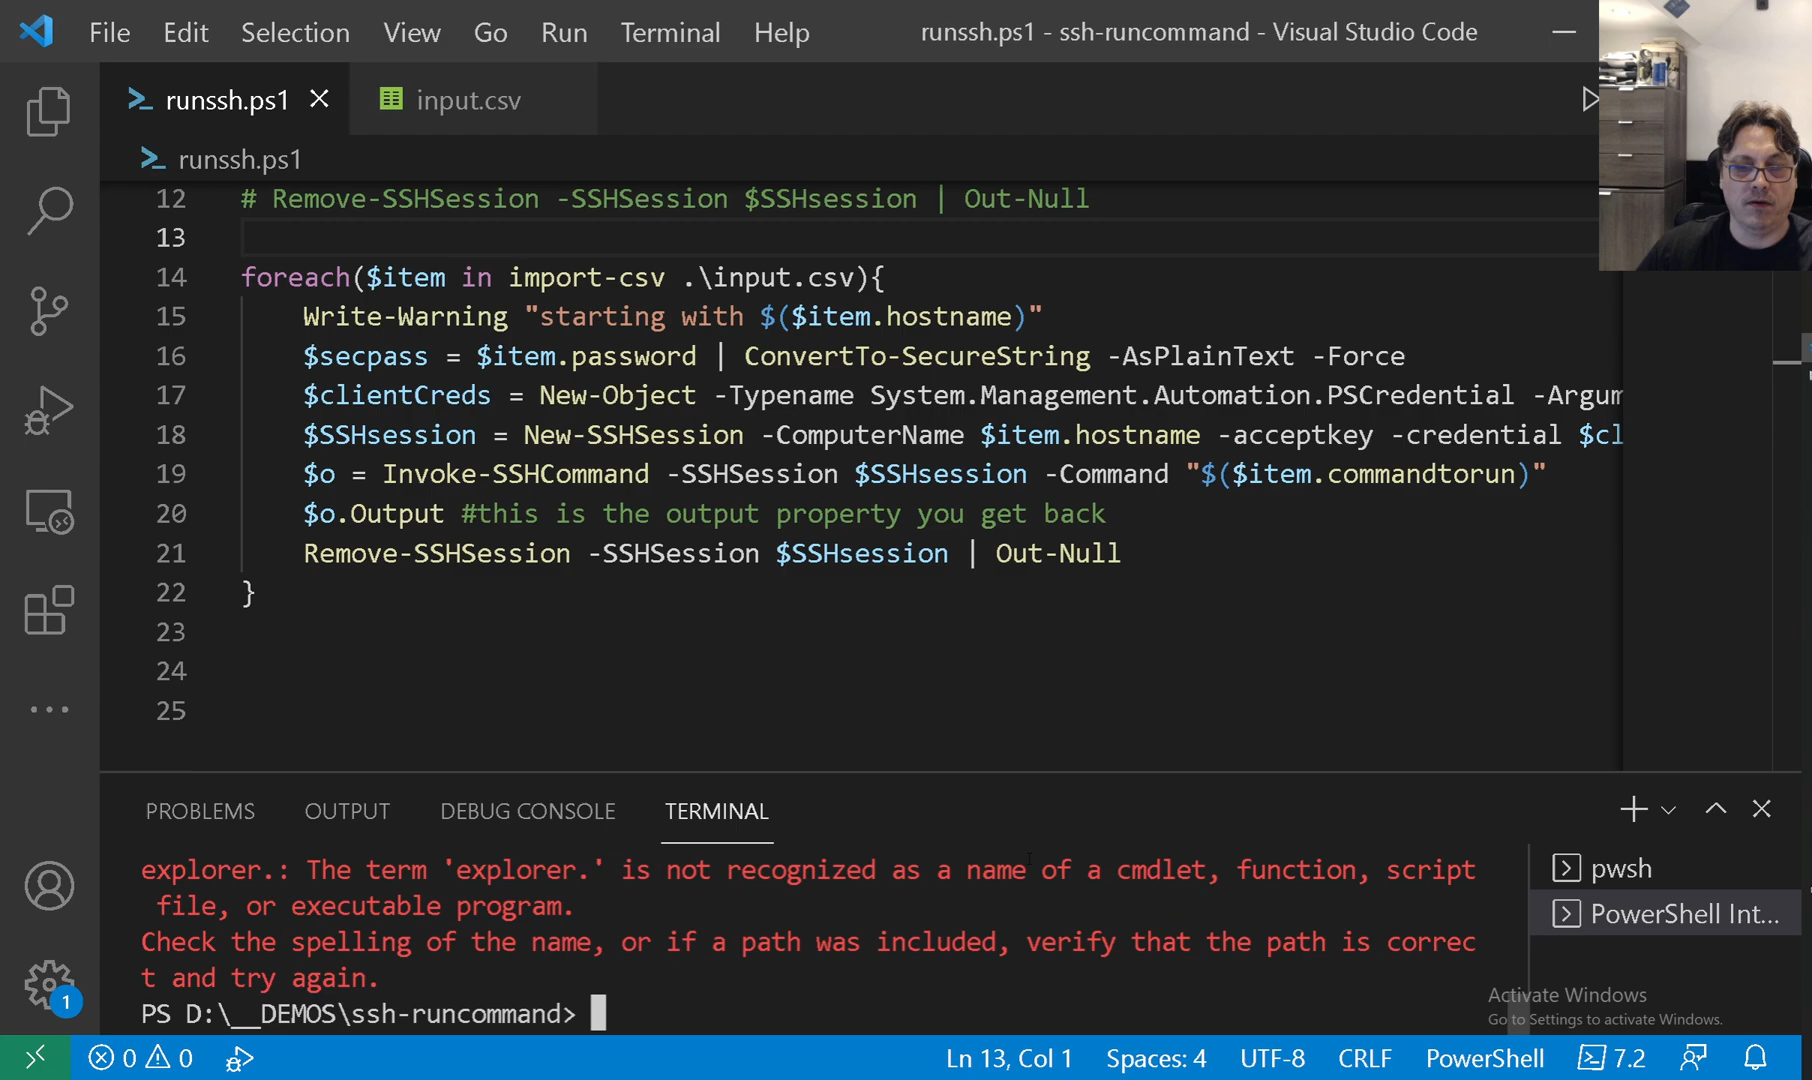 File Edit Selection View Go Run Terminal Help runssh.ps1 - ssh-runcommand - Visual Studio Code
runssh.ps1 input.csv
runssh.ps1
12 # Remove-SSHSession -SSHSession $SSHsession | Out-Null
13
14 foreach($item in import-csv .\input.csv){
15 Write-Warning "starting with $($item.hostname)"
16 $secpass = $item.password | ConvertTo-SecureString -AsPlainText -Force
17 $clientCreds = New-Object -Typename System.Management.Automation.PSCredential -Argum
18 $SSHsession = New-SSHSession -ComputerName $item.hostname -acceptkey -credential $cl
19 $o = Invoke-SSHCommand -SSHSession $SSHsession -Command "$($item.commandtorun)"
20 $o.Output #this is the output property you get back
21 Remove-SSHSession -SSHSession $SSHsession | Out-Null
22 }
23
24
25
PROBLEMS OUTPUT DEBUG CONSOLE TERMINAL
explorer.: The term 'explorer.' is not recognized as a name of a cmdlet, function, script
file, or executable program.
Check the spelling of the name, or if a path was included, verify that the path is correc
t and try again.
PS D:\__DEMOS\ssh-runcommand>
pwsh
PowerShell Int...
Activate Windows
Go to Settings to activate Windows.
1
0 0 Ln 13, Col 1 Spaces: 4 UTF-8 CRLF PowerShell 7.2